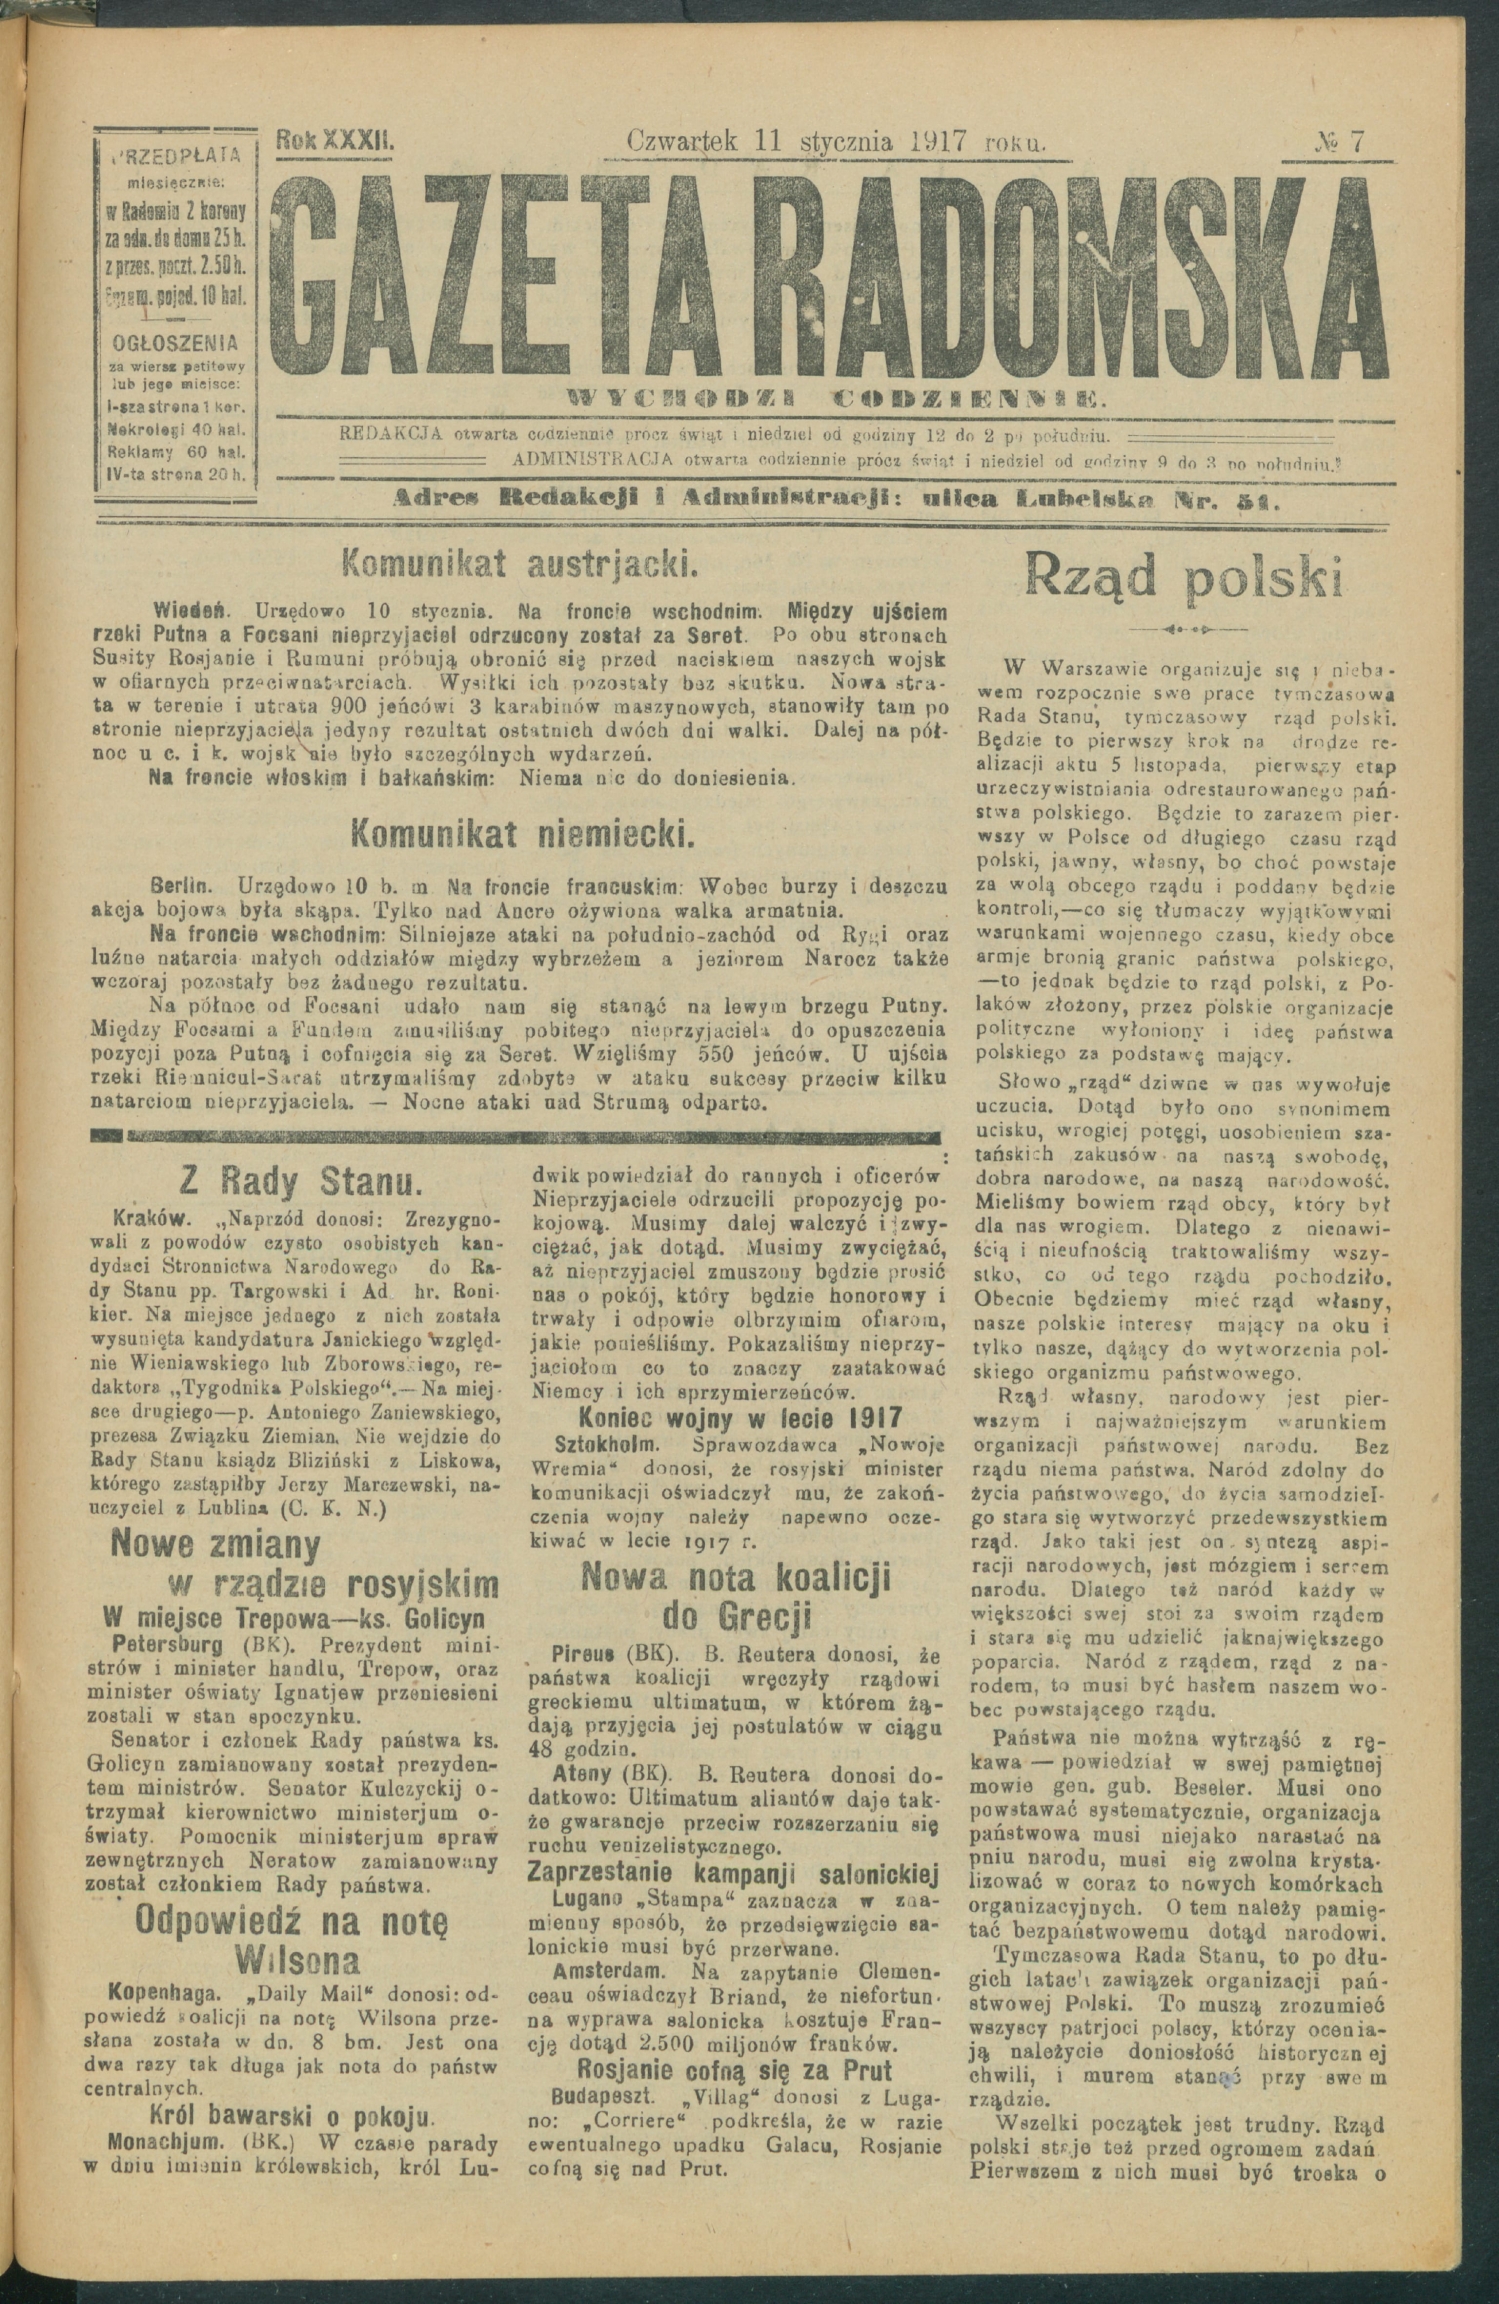 PRZEDPŁATA
miesięcznie:
w Radomiu 2 korony
za odn. do domu 25 h.
z przes. poczt. 2.50 h.
Egzem. pojed. 10 hal.
OGŁOSZENIA
za wiersz petitowy
lub jego miejsce:
I-sza strona 1 kor.
Nekrologi 40 hal.
Reklamy 60 hal.
IV-ta strona 20 h.
Rok XXXII.
Czwartek 11 stycznia 1917 roku.
№ 7
GAZETA RADOMSKA
WYCHODZI CODZIENNIE.
REDAKCJA otwarta codziennie prócz świąt i niedziel od godziny 12 do 2 po południu.
ADMINISTRACJA otwarta codziennie prócz świąt i niedziel od godziny 9 do 3 po południu.
Adres Redakcji i Administracji: ulica Lubelska Nr. 51.
Komunikat austrjacki.
Wiedeń. Urzędowo 10 stycznia. Na froncie wschodnim. Między ujściem
rzeki Putna a Focsani nieprzyjaciel odrzucony został za Seret. Po obu stronach
Susity Rosjanie i Rumuni próbują obronić się przed naciskiem naszych wojsk
w ofiarnych przeciwnatarciach. Wysiłki ich pozostały bez skutku. Nowa stra-
ta w terenie i utrata 900 jeńcówi 3 karabinów maszynowych, stanowiły tam po
stronie nieprzyjaciela jedyny rezultat ostatnich dwóch dni walki. Dalej na pół-
noc u c. i k. wojsk nie było szczególnych wydarzeń.
Na froncie włoskim i bałkańskim: Niema nic do doniesienia.
Komunikat niemiecki.
Berlin. Urzędowo 10 b. m. Na froncie francuskim: Wobec burzy i deszczu
akcja bojowa była skąpa. Tylko nad Ancre ożywiona walka armatnia.
Na froncie wschodnim: Silniejsze ataki na południo-zachód od Rygi oraz
luźne natarcia małych oddziałów między wybrzeżem a jeziorem Narocz także
wczoraj pozostały bez żadnego rezultatu.
Na północ od Focsani udało nam się stanąć na lewym brzegu Putny.
Między Focsami a Fundem zmusiliśmy pobitego nieprzyjaciela do opuszczenia
pozycji poza Putną i cofnięcia się za Seret. Wzięliśmy 550 jeńców. U ujścia
rzeki Riemnicul-Sarat utrzymaliśmy zdobyte w ataku sukcesy przeciw kilku
natarciom nieprzyjaciela. — Nocne ataki nad Strumą odparto.
Z Rady Stanu.
Kraków. „Naprzód donosi: Zrezygno-
wali z powodów czysto osobistych kan-
dydaci Stronnictwa Narodowego do Ra-
dy Stanu pp. Targowski i Ad. hr. Roni-
kier. Na miejsce jednego z nich została
wysunięta kandydatura Janickiego względ-
nie Wieniawskiego lub Zborowskiego, re-
daktora „Tygodnika Polskiego“.— Na miej-
sce drugiego—p. Antoniego Zaniewskiego,
prezesa Związku Ziemian. Nie wejdzie do
Rady Stanu ksiądz Bliziński z Liskowa,
którego zastąpiłby Jerzy Marczewski, na-
uczyciel z Lublina (C. K. N.)
Nowe zmiany
w rządzie rosyjskim
W miejsce Trepowa—ks. Golicyn
Petersburg (BK). Prezydent mini-
strów i minister handlu, Trepow, oraz
minister oświaty Ignatjew przeniesieni
zostali w stan spoczynku.
Senator i członek Rady państwa ks.
Golicyn zamianowany został prezyden-
tem ministrów. Senator Kulczyckij o-
trzymał kierownictwo ministerjum o-
światy. Pomocnik ministerjum spraw
zewnętrznych Neratow zamianowany
został członkiem Rady państwa.
Odpowiedź na notę
Wilsona
Kopenhaga. „Daily Mail“ donosi: od-
powiedź koalicji na notę Wilsona prze-
słana została w dn. 8 bm. Jest ona
dwa razy tak długa jak nota do państw
centralnych.
Król bawarski o pokoju.
Monachjum. (BK.) W czasie parady
w dniu imienin królewskich, król Lu-
dwik powiedział do rannych i oficerów :
Nieprzyjaciele odrzucili propozycję po-
kojową. Musimy dalej walczyć i zwy-
ciężać, jak dotąd. Musimy zwyciężać,
aż nieprzyjaciel zmuszony będzie prosić
nas o pokój, który będzie honorowy i
trwały i odpowie olbrzymim ofiarom,
jakie ponieśliśmy. Pokazaliśmy nieprzy-
jaciołom co to znaczy zaatakować
Niemcy i ich sprzymierzeńców.
Koniec wojny w lecie 1917
Sztokholm. Sprawozdawca „Nowoje
Wremia“ donosi, że rosyjski minister
komunikacji oświadczył mu, że zakoń-
czenia wojny należy napewno ocze-
kiwać w lecie 1917 r.
Nowa nota koalicji
do Grecji
Pireus (BK). B. Reutera donosi, że
państwa koalicji wręczyły rządowi
greckiemu ultimatum, w którem żą-
dają przyjęcia jej postulatów w ciągu
48 godzin.
Ateny (BK). B. Reutera donosi do-
datkowo: Ultimatum aliantów daje tak-
że gwarancje przeciw rozszerzaniu się
ruchu venizelistycznego.
Zaprzestanie kampanji salonickiej
Lugano „Stampa“ zaznacza w zna-
mienny sposób, że przedsięwzięcie sa-
lonickie musi być przerwane.
Amsterdam. Na zapytanie Clemen-
ceau oświadczył Briand, że niefortun-
na wyprawa salonicka kosztuje Fran-
cję dotąd 2.500 miljonów franków.
Rosjanie cofną się za Prut
Budapeszt. „Villag“ donosi z Luga-
no: „Corriere“ podkreśla, że w razie
ewentualnego upadku Galacu, Rosjanie
cofną się nad Prut.
Rząd polski
W Warszawie organizuje się i nieba-
wem rozpocznie swe prace tymczasowa
Rada Stanu, tymczasowy rząd polski.
Będzie to pierwszy krok na drodze re-
alizacji aktu 5 listopada, pierwszy etap
urzeczywistniania odrestaurowanego pań-
stwa polskiego. Będzie to zarazem pier-
wszy w Polsce od długiego czasu rząd
polski, jawny, własny, bo choć powstaje
za wolą obcego rządu i poddany będzie
kontroli,—co się tłumaczy wyjątkowymi
warunkami wojennego czasu, kiedy obce
armje bronią granic państwa polskiego,
—to jednak będzie to rząd polski, z Po-
laków złożony, przez polskie organizacje
polityczne wyłoniony i ideę państwa
polskiego za podstawę mający.
Słowo „rząd“ dziwne w nas wywołuje
uczucia. Dotąd było ono synonimem
ucisku, wrogiej potęgi, uosobieniem sza-
tańskich zakusów na naszą swobodę,
dobra narodowe, na naszą narodowość.
Mieliśmy bowiem rząd obcy, który był
dla nas wrogiem. Dlatego z nienawi-
ścią i nieufnością traktowaliśmy wszy-
stko, co od tego rządu pochodziło.
Obecnie będziemy mieć rząd własny,
nasze polskie interesy mający na oku i
tylko nasze, dążący do wytworzenia pol-
skiego organizmu państwowego.
Rząd własny, narodowy jest pier-
wszym i najważniejszym warunkiem
organizacji państwowej narodu. Bez
rządu niema państwa. Naród zdolny do
życia państwowego, do życia samodziel-
go stara się wytworzyć przedewszystkiem
rząd. Jako taki jest on syntezą aspi-
racji narodowych, jest mózgiem i sercem
narodu. Dlatego też naród każdy w
większości swej stoi za swoim rządem
i stara się mu udzielić jaknajwiększego
poparcia. Naród z rządem, rząd z na-
rodem, to musi być hasłem naszem wo-
bec powstającego rządu.
Państwa nie można wytrząść z rę-
kawa — powiedział w swej pamiętnej
mowie gen. gub. Beseler. Musi ono
powstawać systematycznie, organizacja
państwowa musi niejako narastać na
pniu narodu, musi się zwolna krysta-
lizować w coraz to nowych komórkach
organizacyjnych. O tem należy pamię-
tać bezpaństwowemu dotąd narodowi.
Tymczasowa Rada Stanu, to po dłu-
gich latach zawiązek organizacji pań-
stwowej Polski. To muszą zrozumieć
wszyscy patrjoci polscy, którzy ocenia-
ją należycie doniosłość historycznej
chwili, i murem stanąć przy swem
rządzie.
Wszelki początek jest trudny. Rząd
polski staje też przed ogromem zadań
Pierwszem z nich musi być troska o